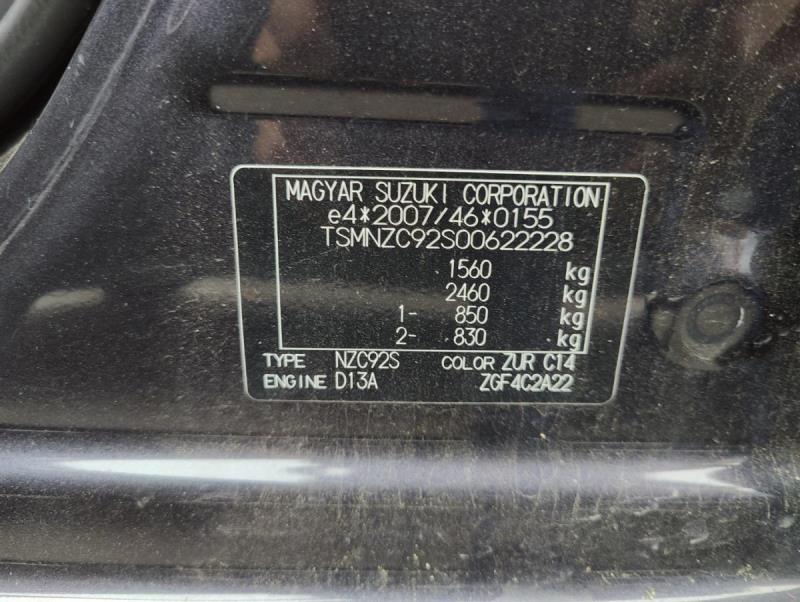 MAGYAR SUZUKI CORPORATION
e4*2007/46*0155
TSMNZC92S00622228
1560 kg
2460 kg
1- 850 kg
2- 830 kg
TYPE NZC92S COLOR ZUR C14
ENGINE D13A ZGF4C2A22